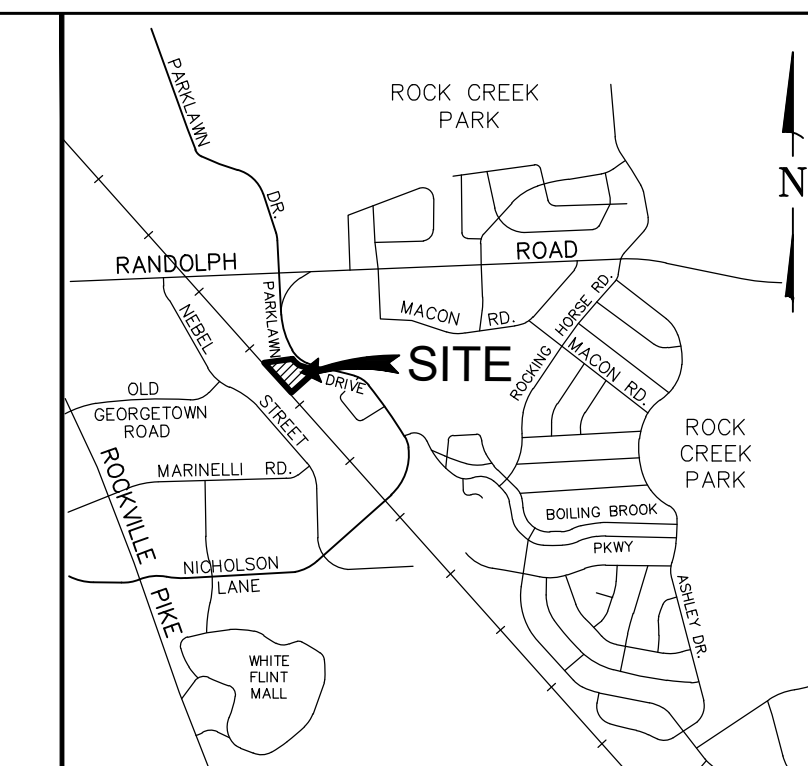 PARKLAWN
DR.
ROCK CREEK
PARK
N
RANDOLPH
ROAD
PARKLAWN
NEBEL
MACON
RD.
ROCKING
HORSE RD.
SITE
DRIVE
MACON RD.
OLD
GEORGETOWN
ROAD
STREET
ROCK
CREEK
PARK
ROCKVILLE
PIKE
MARINELLI RD.
BOILING BROOK
PKWY
NICHOLSON
LANE
ASHLEY DR.
WHITE
FLINT
MALL